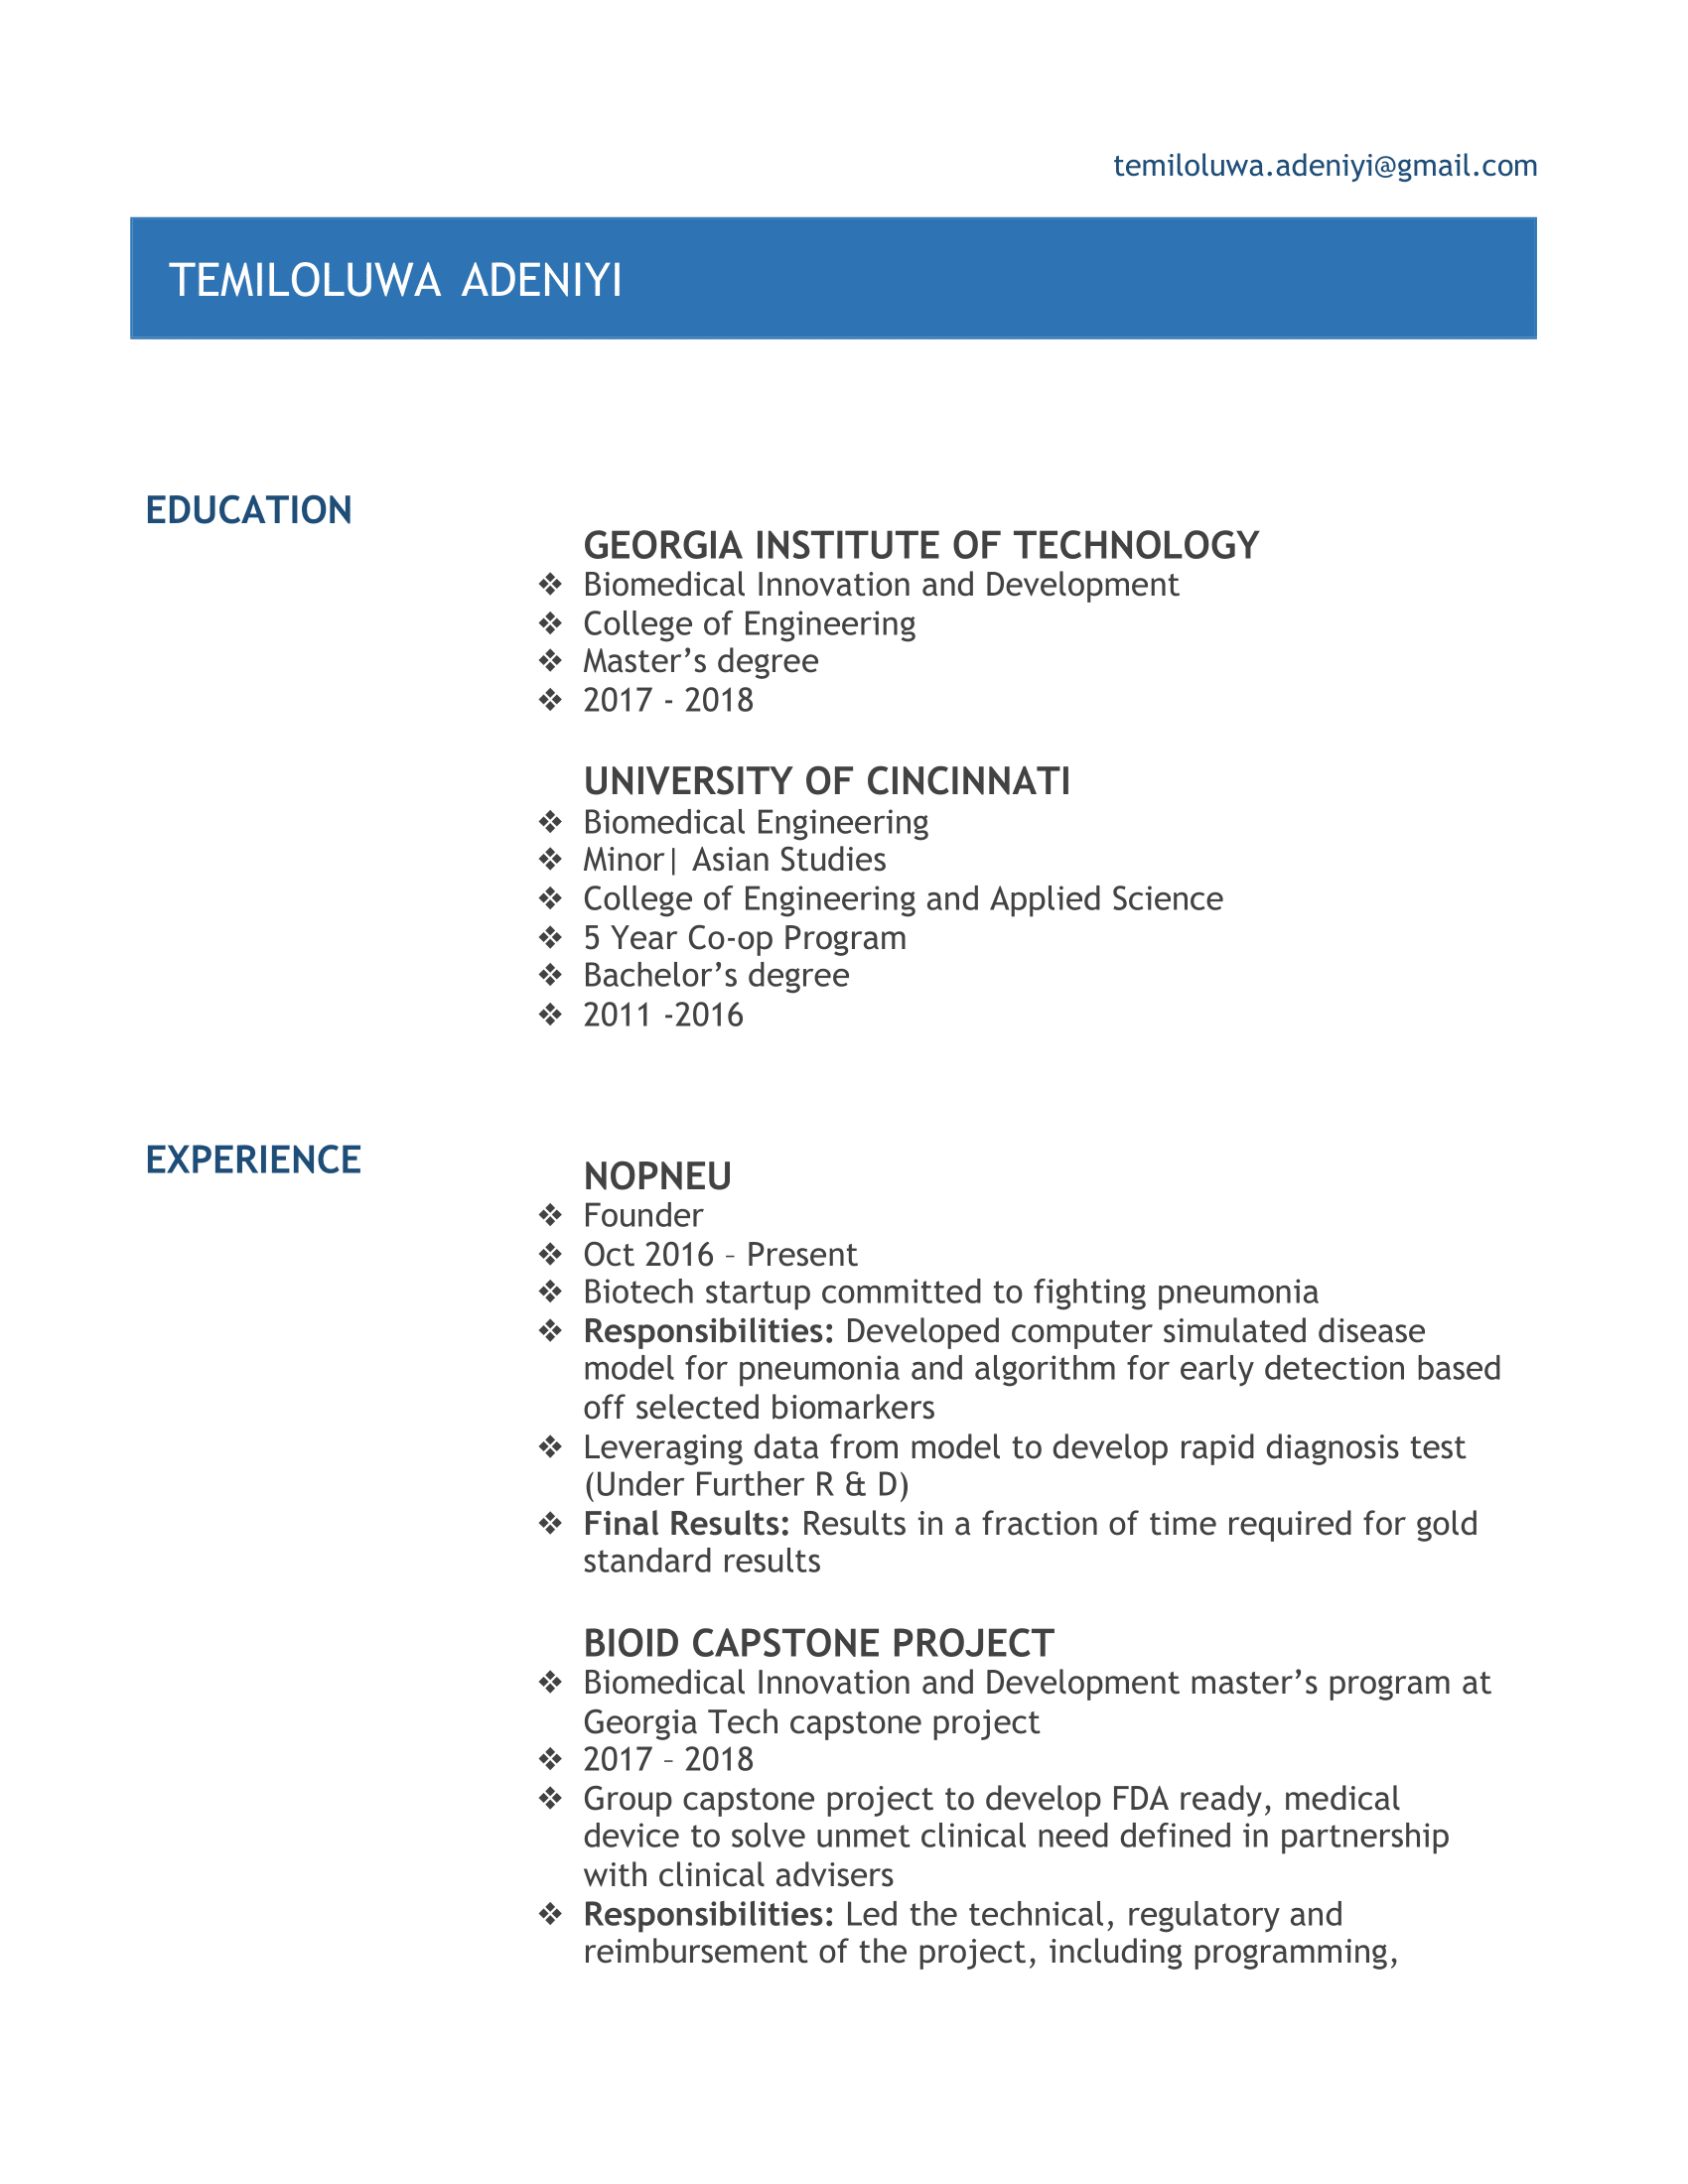 temiloluwa.adeniyi@gmail.com
TEMILOLUWA ADENIYI
EDUCATION
GEORGIA INSTITUTE OF TECHNOLOGY
❖ Biomedical Innovation and Development
❖ College of Engineering
❖ Master’s degree
❖ 2017 - 2018
UNIVERSITY OF CINCINNATI
❖ Biomedical Engineering
❖ Minor| Asian Studies
❖ College of Engineering and Applied Science
❖ 5 Year Co-op Program
❖ Bachelor’s degree
❖ 2011 -2016
EXPERIENCE
NOPNEU
❖ Founder
❖ Oct 2016 – Present
❖ Biotech startup committed to fighting pneumonia
❖ Responsibilities: Developed computer simulated disease
model for pneumonia and algorithm for early detection based
off selected biomarkers
❖ Leveraging data from model to develop rapid diagnosis test
(Under Further R & D)
❖ Final Results: Results in a fraction of time required for gold
standard results
BIOID CAPSTONE PROJECT
❖ Biomedical Innovation and Development master’s program at
Georgia Tech capstone project
❖ 2017 – 2018
❖ Group capstone project to develop FDA ready, medical
device to solve unmet clinical need defined in partnership
with clinical advisers
❖ Responsibilities: Led the technical, regulatory and
reimbursement of the project, including programming,